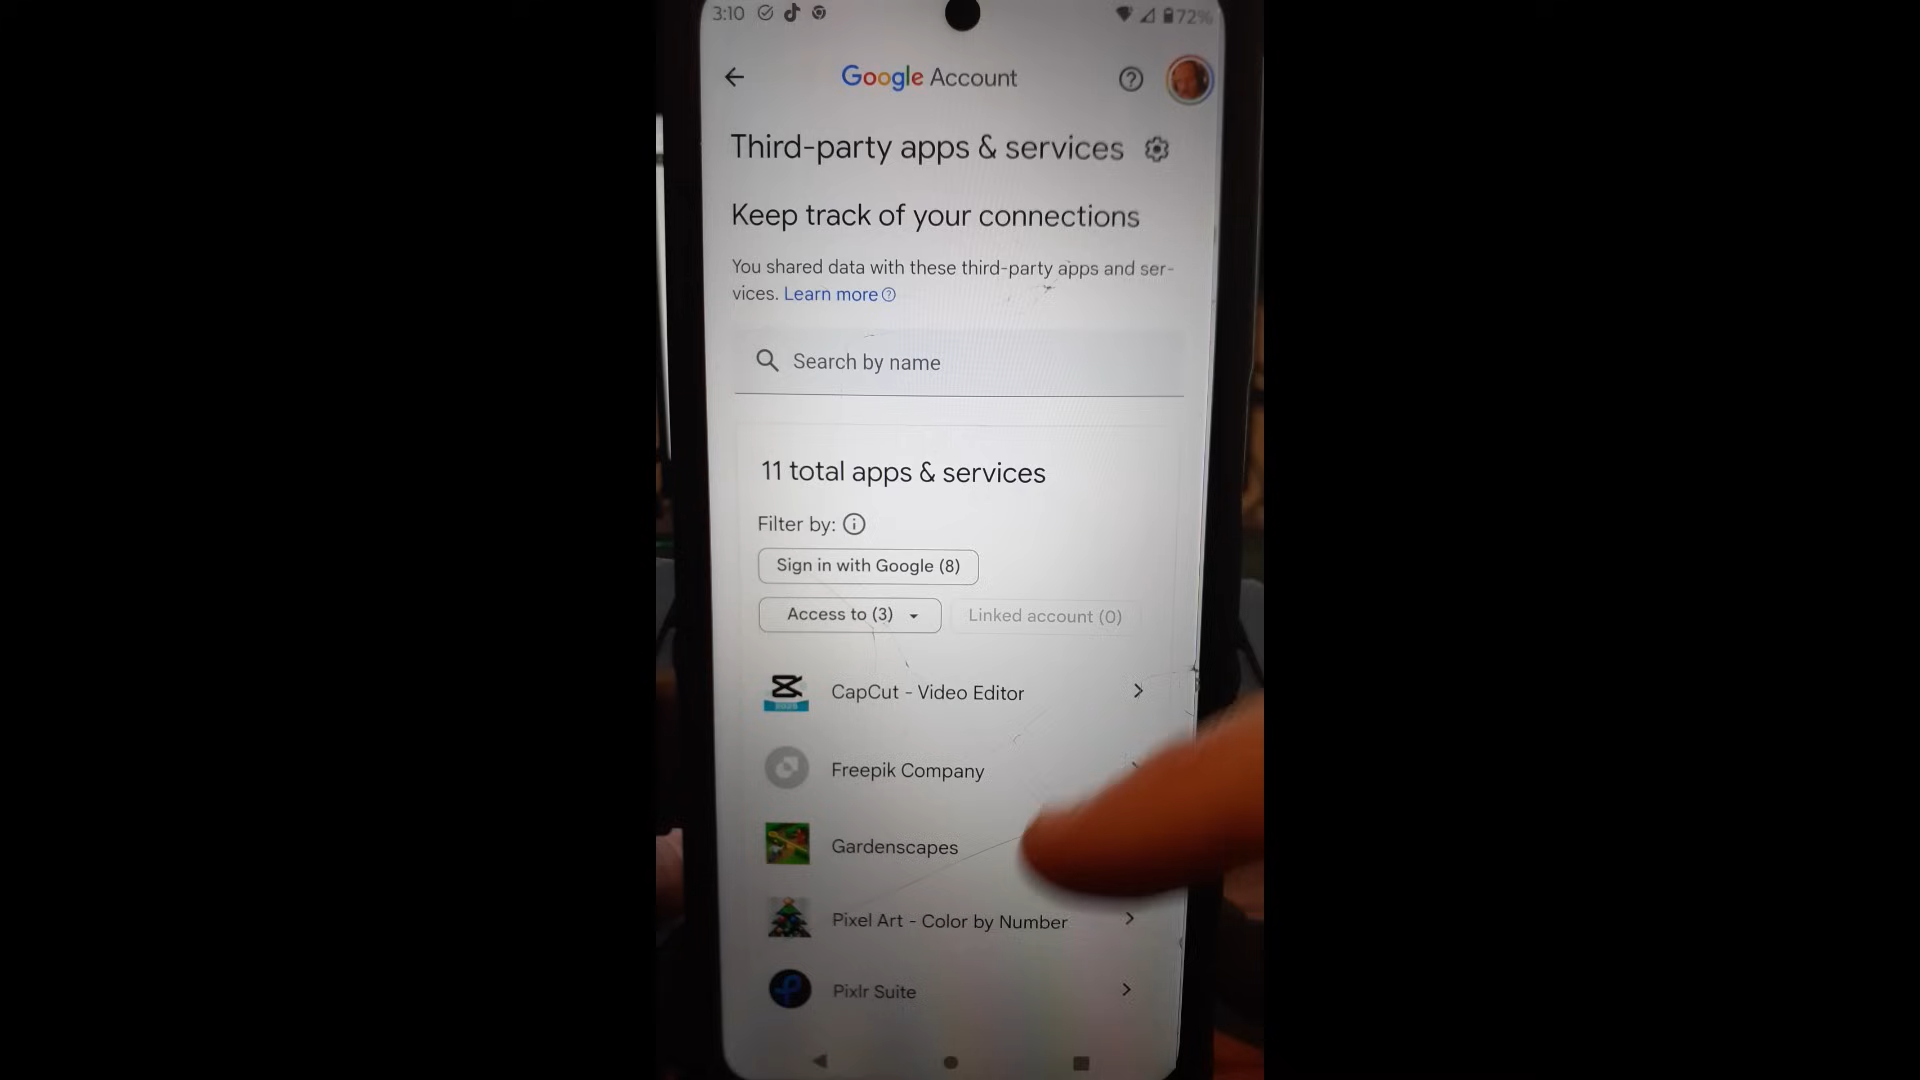 3:10
72%
Google Account
Third-party apps & services
Keep track of your connections
You shared data with these third-party apps and ser-
vices. Learn more
Search by name
11 total apps & services
Filter by:
Sign in with Google (8)
Access to (3)
Linked account (0)
CapCut - Video Editor
Freepik Company
Gardenscapes
Pixel Art - Color by Number
Pixlr Suite